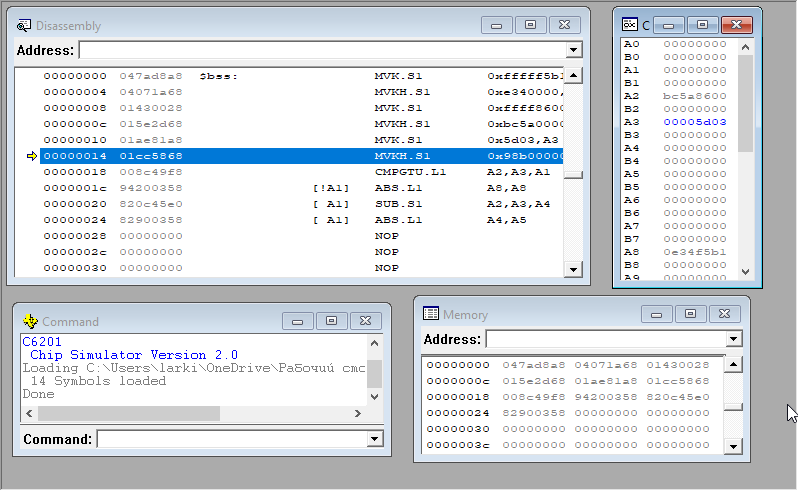 Disassembly
Address:
00000000 047ad8a8 $bss: MVK.S1 0xfffff5b1
00000004 04071a68 MVKH.S1 0xe340000,
00000008 01430028 MVK.S1 0xffff8600
0000000c 015e2d68 MVKH.S1 0xbc5a000
00000010 01ae81a8 MVK.S1 0x5d03,A3
00000014 01cc5868 MVKH.S1 0x98b00000
00000018 008c49f8 CMPGTU.L1 A2,A3,A1
0000001c 94200358 [!A1] ABS.L1 A8,A8
00000020 820c45e0 [ A1] SUB.S1 A2,A3,A4
00000024 82900358 [ A1] ABS.L1 A4,A5
00000028 00000000 NOP
0000002c 00000000 NOP
00000030 00000000 NOP
C
A0 00000000
B0 00000000
A1 00000000
B1 00000000
A2 bc5a8600
B2 00000000
A3 00005d03
B3 00000000
A4 00000000
B4 00000000
A5 00000000
B5 00000000
A6 00000000
B6 00000000
A7 00000000
B7 00000000
A8 0e34f5b1
B8 00000000
A9 00000000
Command
C6201
Chip Simulator Version 2.0
Loading C:\Users\larki\OneDrive\Рабочий стс
14 Symbols loaded
Done
Command:
Memory
Address:
00000000 047ad8a8 04071a68 01430028
0000000c 015e2d68 01ae81a8 01cc5868
00000018 008c49f8 94200358 820c45e0
00000024 82900358 00000000 00000000
00000030 00000000 00000000 00000000
0000003c 00000000 00000000 00000000